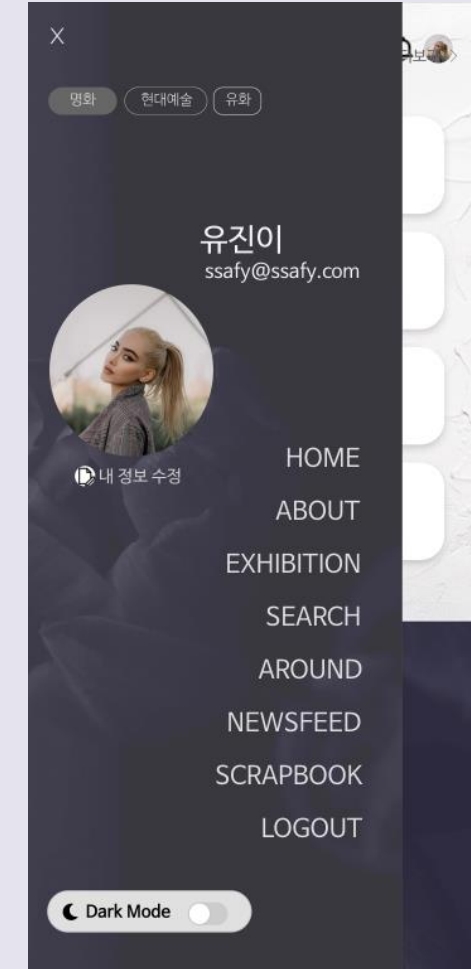 X
명화
현대예술
유화
유진이
ssafy@ssafy.com
내 정보 수정
HOME
ABOUT
EXHIBITION
SEARCH
AROUND
NEWSFEED
SCRAPBOOK
LOGOUT
Dark Mode